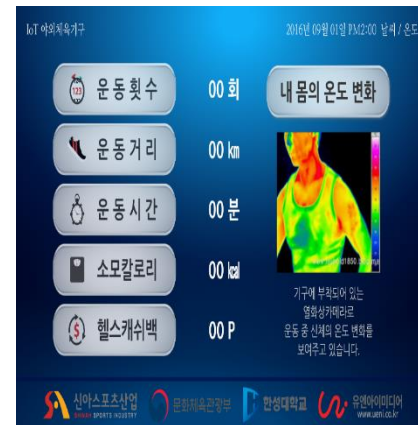 IoT 야외체육기구
2016년 09월 01일 PM2:00 날씨 / 온도
운동횟수 00 회
운동거리 00 km
운동시간 00 분
소모칼로리 00 kcal
헬스캐쉬백 00 P
내 몸의 온도 변화
기구에 부착되어 있는
열화상카메라로
운동 중 신체의 온도 변화를
보여주고 있습니다.
신아스포츠산업
SHINAH SPORTS INDUSTRY
문화체육관광부
한성대학교
유엔아이미디어
www.ueni.co.kr